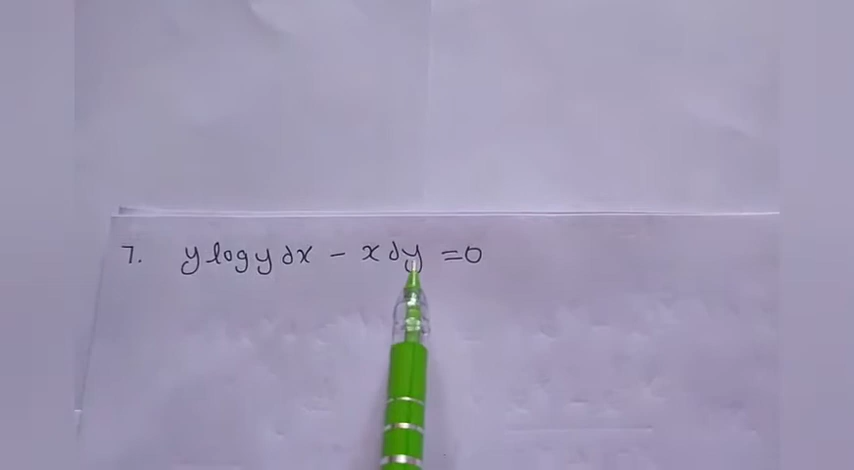 7. y log y dx - x dy = 0